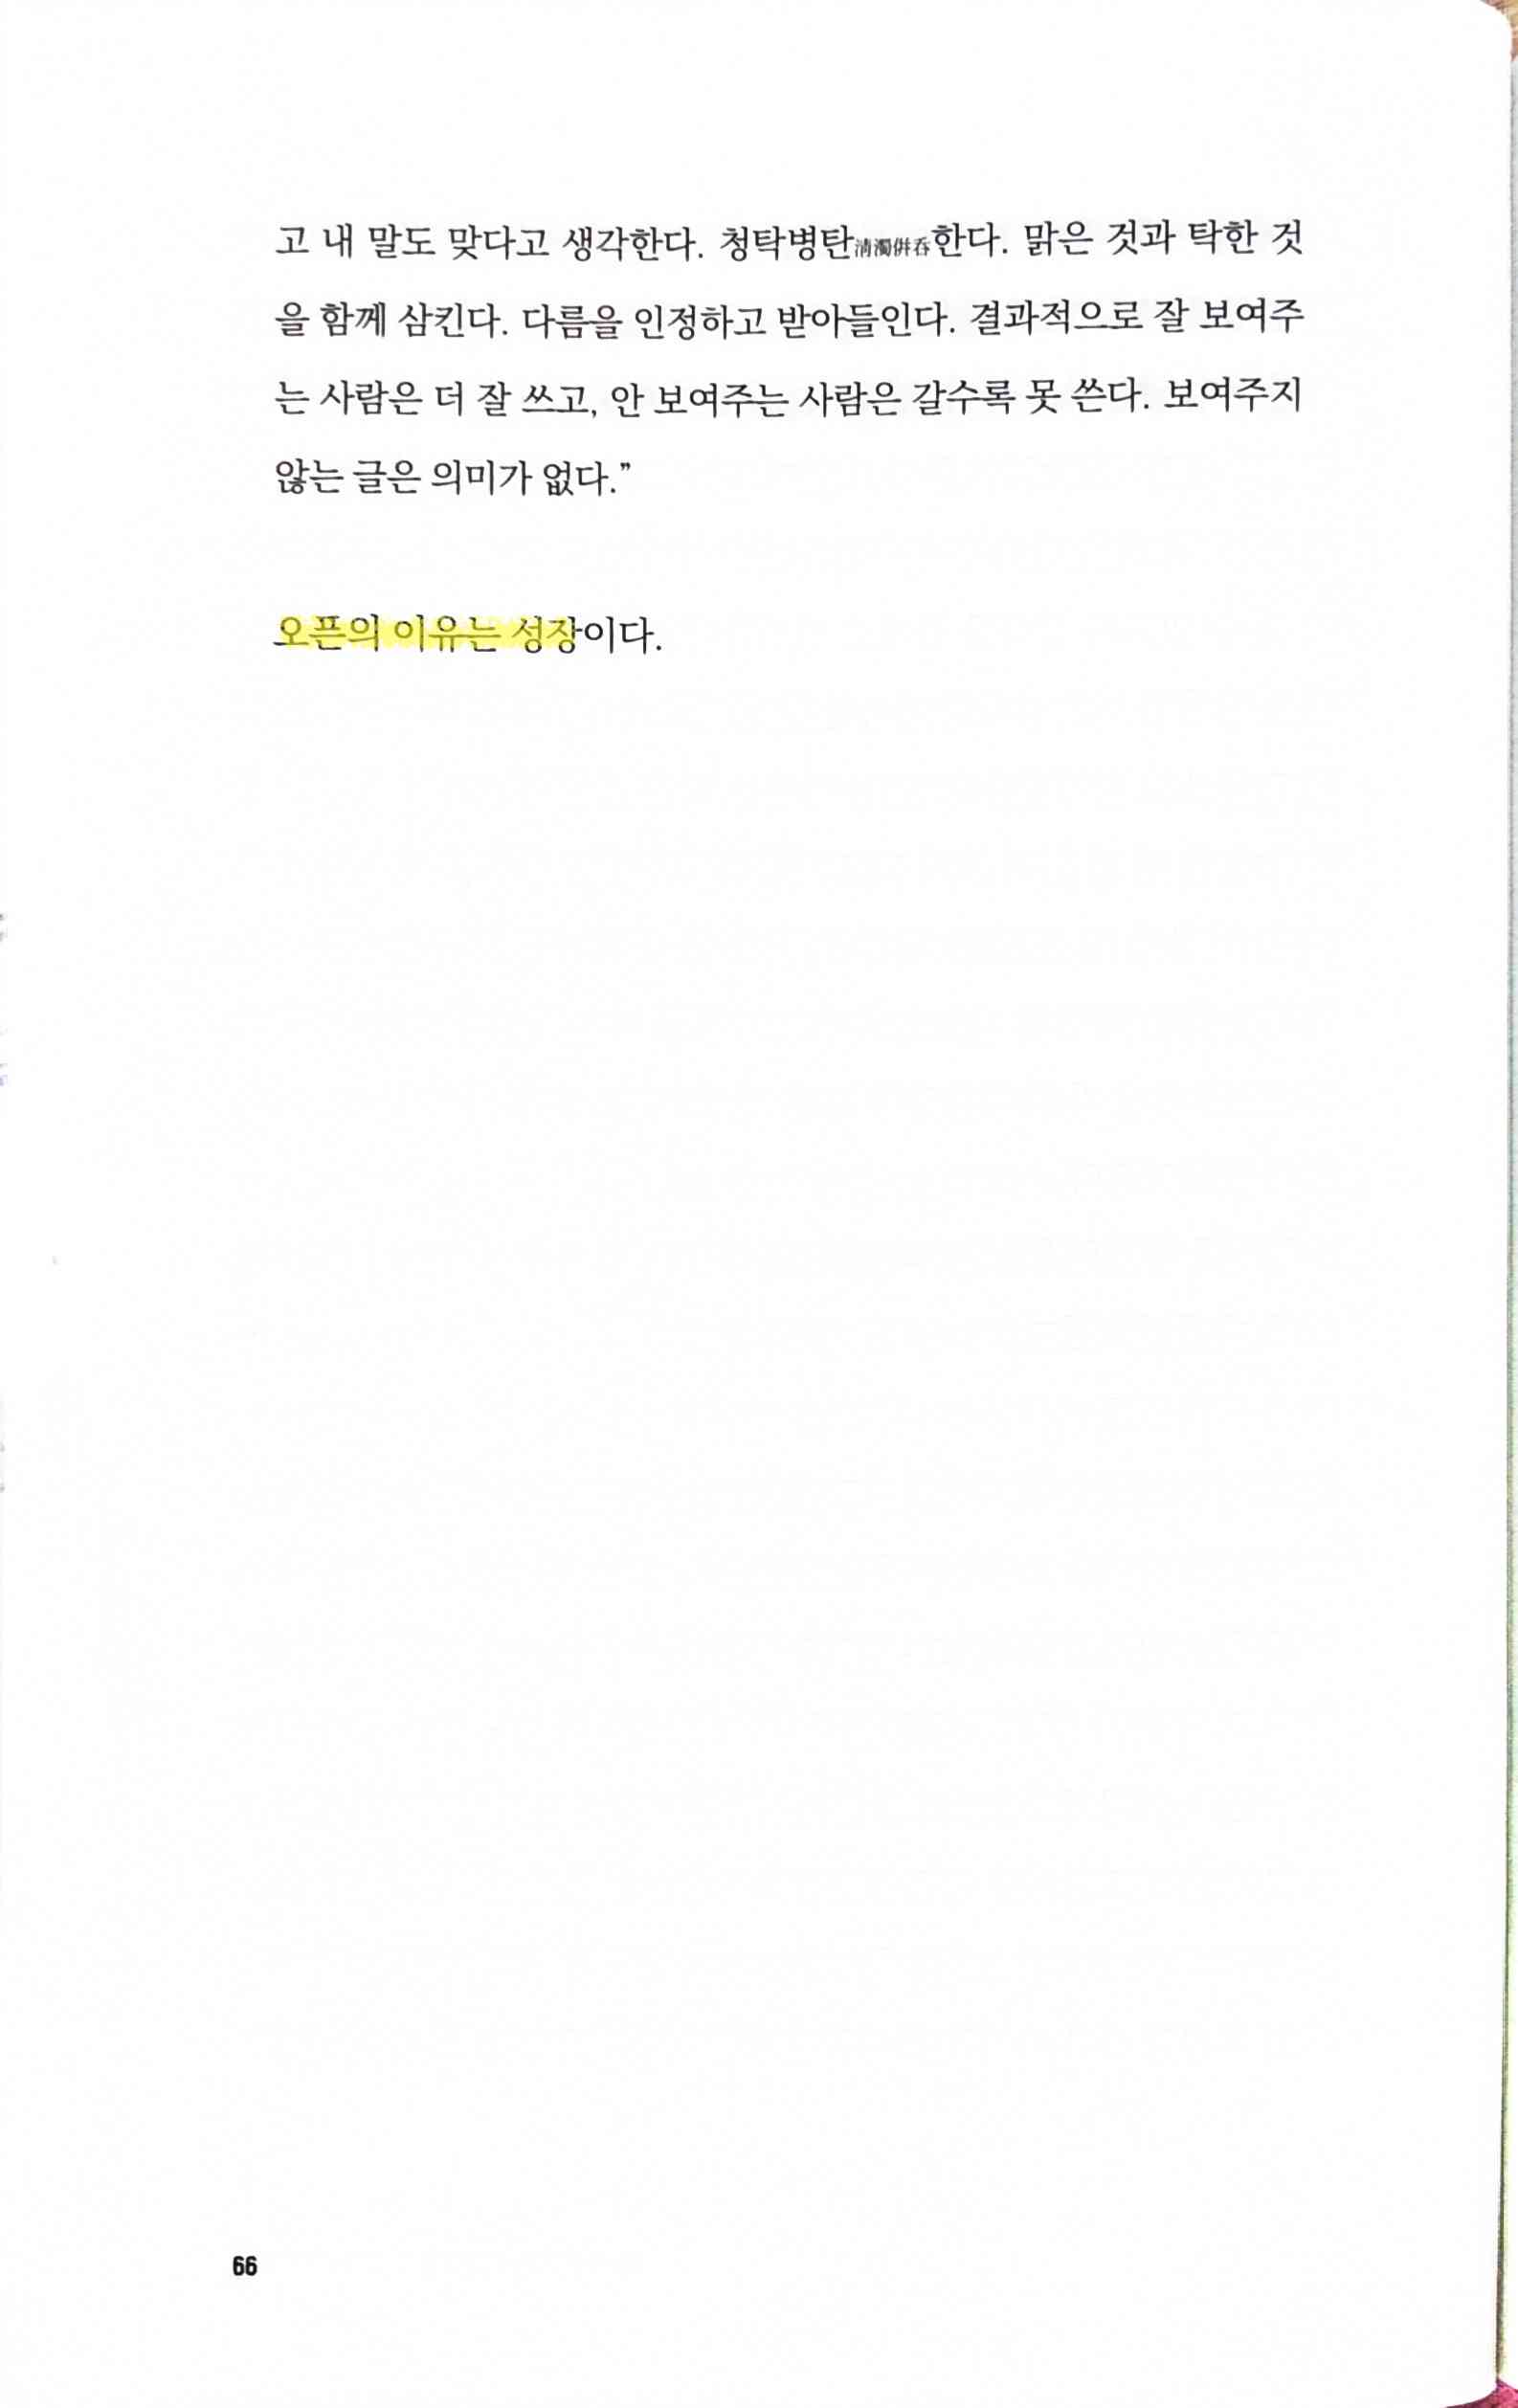 고 내 말도 맞다고 생각한다. 청탁병탄淸濁倂呑한다. 맑은 것과 탁한 것
을 함께 삼킨다. 다름을 인정하고 받아들인다. 결과적으로 잘 보여주
는 사람은 더 잘 쓰고, 안 보여주는 사람은 갈수록 못 쓴다. 보여주지
않는 글은 의미가 없다.”
오픈의 이유는 성장이다.
66